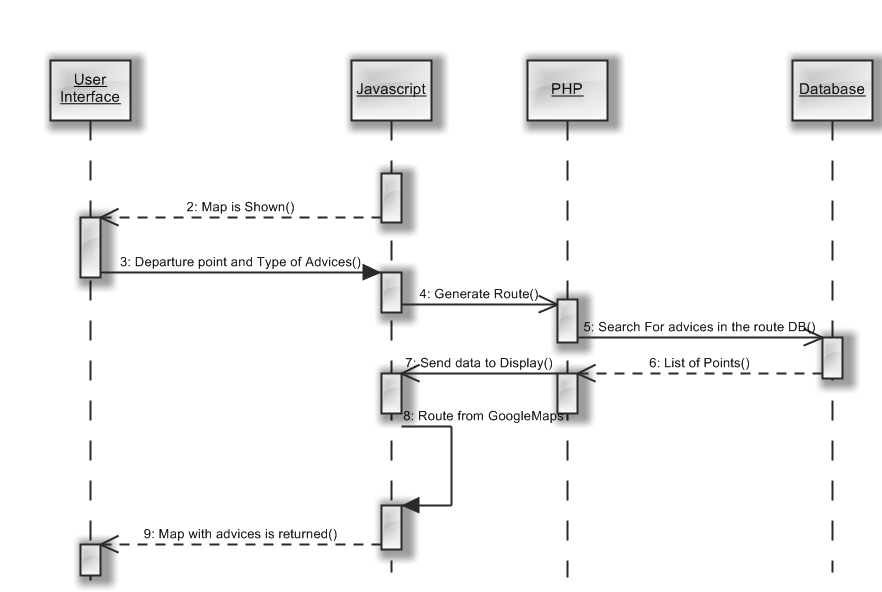 User
Interface
Javascript
PHP
Database
2: Map is Shown()
3: Departure point and Type of Advices()
4: Generate Route()
5: Search For advices in the route DB()
7: Send data to Display()
6: List of Points()
8: Route from GoogleMaps
9: Map with advices is returned()